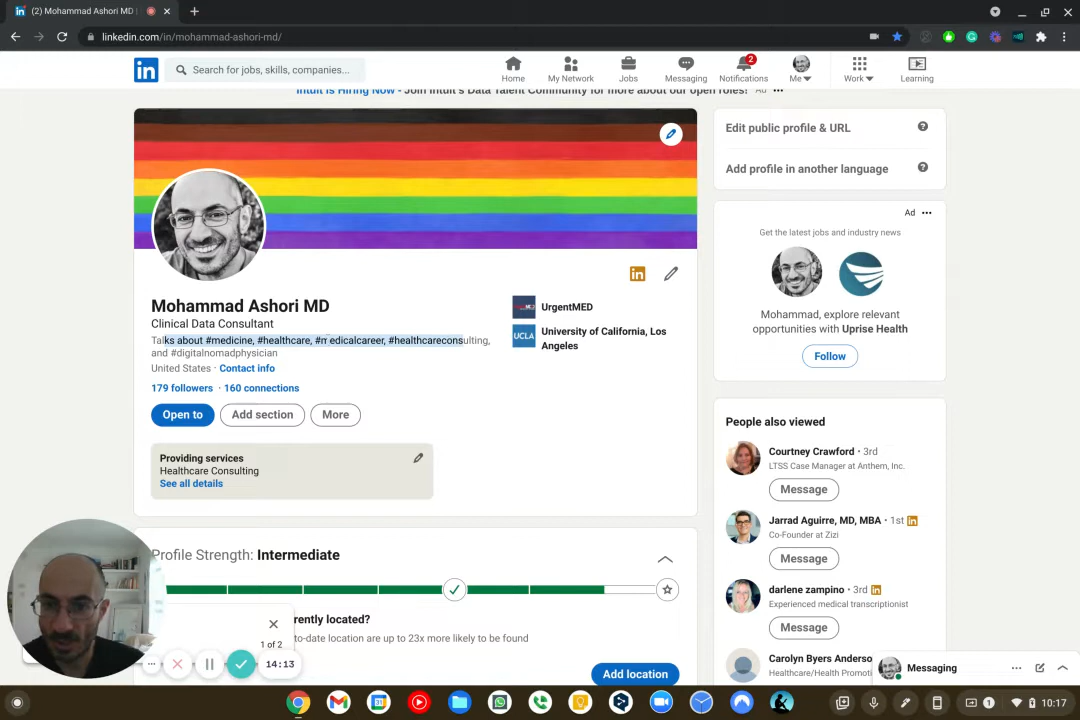 (2) Mohammad Ashori MD |
linkedin.com/in/mohammad-ashori-md/
Search for jobs, skills, companies...
Home
My Network
Jobs
Messaging
2
Notifications
Me
Work
Learning
Intuit is Hiring Now - Join Intuit's Data Talent Community for more about our open roles! Ad ...
Edit public profile & URL
Add profile in another language
Ad ...
Get the latest jobs and industry news
Mohammad, explore relevant
opportunities with Uprise Health
Follow
Mohammad Ashori MD
Clinical Data Consultant
Talks about #medicine, #healthcare, #medicalcareer, #healthcareconsulting,
and #digitalnomadphysician
United States · Contact info
179 followers · 160 connections
Open to
Add section
More
UrgentMED
UCLA
University of California, Los
Angeles
Providing services
Healthcare Consulting
See all details
People also viewed
Courtney Crawford · 3rd
LTSS Case Manager at Anthem, Inc.
Message
Jarrad Aguirre, MD, MBA · 1st in
Co-Founder at Zizi
Message
darlene zampino · 3rd in
Experienced medical transcriptionist
Message
Carolyn Byers Anderso
Health/Health Promoti
Profile Strength: Intermediate
rently located?
to-date location are up to 23x more likely to be found
Add location
1 of 2
14:13
Messaging
1
10:17